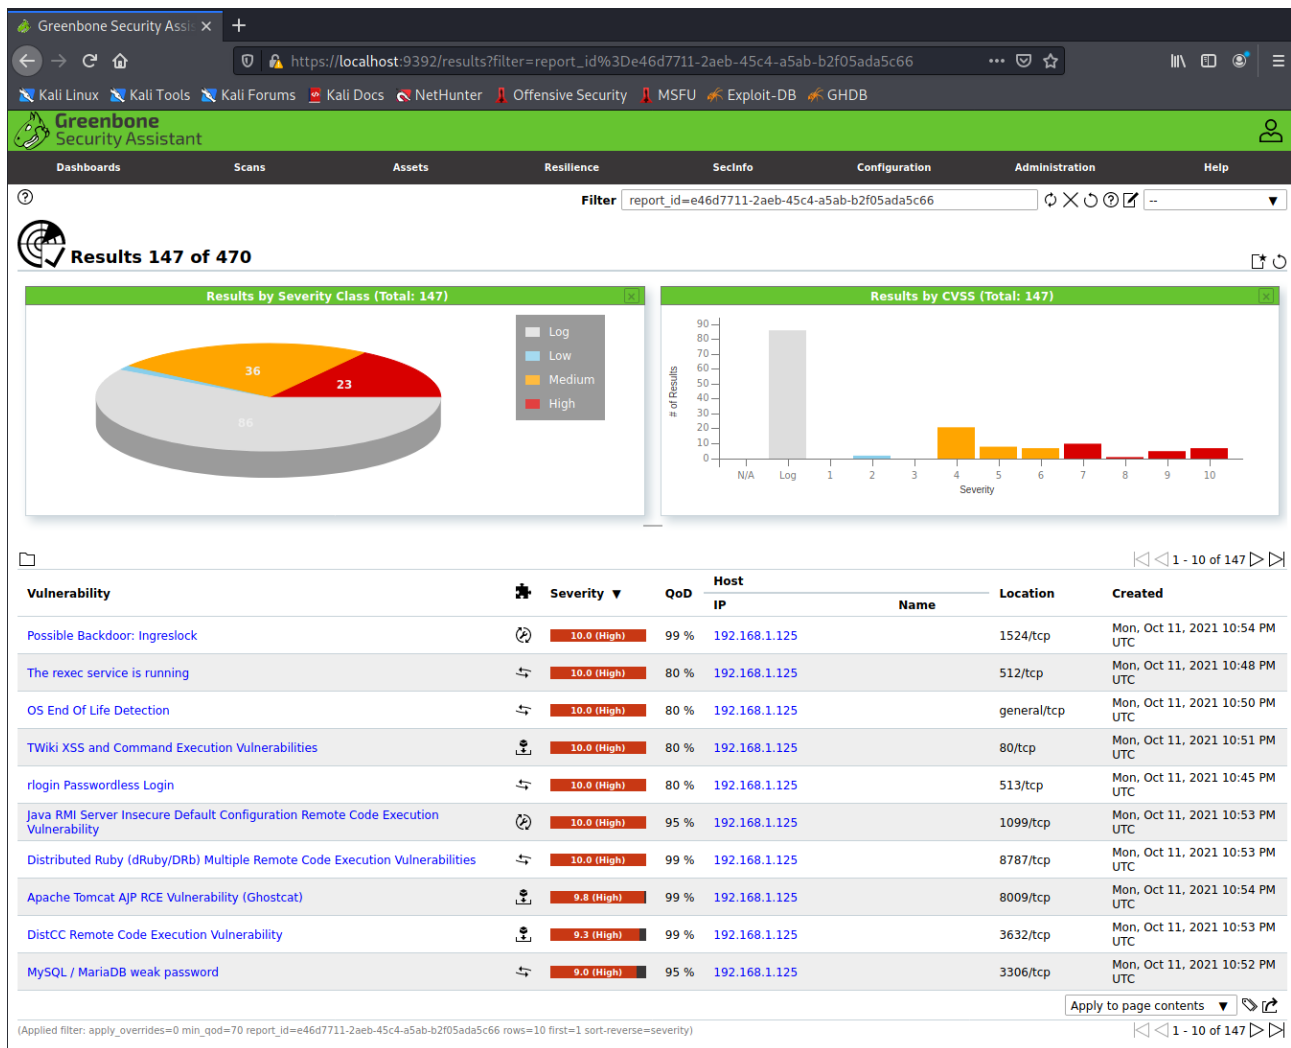 Greenbone Security Assis
https://localhost:9392/results?filter=report_id%3De46d7711-2aeb-45c4-a5ab-b2f05ada5c66
Kali Linux Kali Tools Kali Forums Kali Docs NetHunter Offensive Security MSFU Exploit-DB GHDB
Greenbone
Security Assistant
Dashboards Scans Assets Resilience SecInfo Configuration Administration Help
Filter report_id=e46d7711-2aeb-45c4-a5ab-b2f05ada5c66 --
Results 147 of 470
Results by Severity Class (Total: 147)
36
23
86
Log
Low
Medium
High
Results by CVSS (Total: 147)
90
80
70
60
50
40
30
20
10
0
# of Results
N/A Log 1 2 3 4 5 6 7 8 9 10
Severity
1 - 10 of 147
Vulnerability Severity ▼ QoD Host Location Created
IP Name
Possible Backdoor: Ingreslock 10.0 (High) 99 % 192.168.1.125 1524/tcp Mon, Oct 11, 2021 10:54 PM
UTC
The rexec service is running 10.0 (High) 80 % 192.168.1.125 512/tcp Mon, Oct 11, 2021 10:48 PM
UTC
OS End Of Life Detection 10.0 (High) 80 % 192.168.1.125 general/tcp Mon, Oct 11, 2021 10:50 PM
UTC
TWiki XSS and Command Execution Vulnerabilities 10.0 (High) 80 % 192.168.1.125 80/tcp Mon, Oct 11, 2021 10:51 PM
UTC
rlogin Passwordless Login 10.0 (High) 80 % 192.168.1.125 513/tcp Mon, Oct 11, 2021 10:45 PM
UTC
Java RMI Server Insecure Default Configuration Remote Code Execution
Vulnerability 10.0 (High) 95 % 192.168.1.125 1099/tcp Mon, Oct 11, 2021 10:53 PM
UTC
Distributed Ruby (dRuby/DRb) Multiple Remote Code Execution Vulnerabilities 10.0 (High) 99 % 192.168.1.125 8787/tcp Mon, Oct 11, 2021 10:53 PM
UTC
Apache Tomcat AJP RCE Vulnerability (Ghostcat) 9.8 (High) 99 % 192.168.1.125 8009/tcp Mon, Oct 11, 2021 10:54 PM
UTC
DistCC Remote Code Execution Vulnerability 9.3 (High) 99 % 192.168.1.125 3632/tcp Mon, Oct 11, 2021 10:53 PM
UTC
MySQL / MariaDB weak password 9.0 (High) 95 % 192.168.1.125 3306/tcp Mon, Oct 11, 2021 10:52 PM
UTC
Apply to page contents ▼
(Applied filter: apply_overrides=0 min_qod=70 report_id=e46d7711-2aeb-45c4-a5ab-b2f05ada5c66 rows=10 first=1 sort-reverse=severity)
1 - 10 of 147